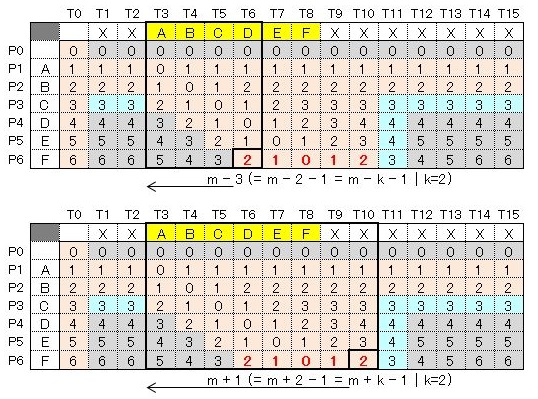 T0 T1 T2 T3 T4 T5 T6 T7 T8 T9 T10 T11 T12 T13 T14 T15
X X A B C D E F X X X X X X X
P0 0 0 0 0 0 0 0 0 0 0 0 0 0 0 0 0
P1 A 1 1 1 0 1 1 1 1 1 1 1 1 1 1 1 1
P2 B 2 2 2 1 0 1 2 2 2 2 2 2 2 2 2 2
P3 C 3 3 3 2 1 0 1 2 3 3 3 3 3 3 3 3
P4 D 4 4 4 3 2 1 0 1 2 3 4 4 4 4 4 4
P5 E 5 5 5 4 3 2 1 0 1 2 3 4 5 5 5 5
P6 F 6 6 6 5 4 3 2 1 0 1 2 3 4 5 6 6
m - 3 (= m - 2 - 1 = m - k - 1 | k=2)
T0 T1 T2 T3 T4 T5 T6 T7 T8 T9 T10 T11 T12 T13 T14 T15
X X A B C D E F X X X X X X X
P0 0 0 0 0 0 0 0 0 0 0 0 0 0 0 0 0
P1 A 1 1 1 0 1 1 1 1 1 1 1 1 1 1 1 1
P2 B 2 2 2 1 0 1 2 2 2 2 2 2 2 2 2 2
P3 C 3 3 3 2 1 0 1 2 3 3 3 3 3 3 3 3
P4 D 4 4 4 3 2 1 0 1 2 3 4 4 4 4 4 4
P5 E 5 5 5 4 3 2 1 0 1 2 3 4 5 5 5 5
P6 F 6 6 6 5 4 3 2 1 0 1 2 3 4 5 6 6
m + 1 (= m + 2 - 1 = m + k - 1 | k=2)